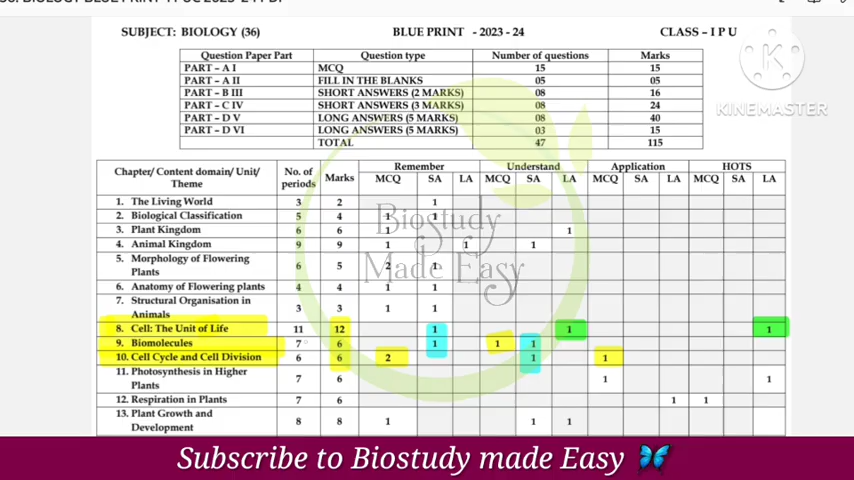 SUBJECT: BIOLOGY (36) BLUE PRINT - 2023 - 24 CLASS – I P U
KINEMASTER
Question Paper Part Question type Number of questions Marks
PART – A I MCQ 15 15
PART – A II FILL IN THE BLANKS 05 05
PART – B III SHORT ANSWERS (2 MARKS) 08 16
PART – C IV SHORT ANSWERS (3 MARKS) 08 24
PART – D V LONG ANSWERS (5 MARKS) 08 40
PART – D VI LONG ANSWERS (5 MARKS) 03 15
TOTAL 47 115
Chapter/ Content domain/ Unit/ Theme No. of periods Marks Remember Understand Application HOTS
MCQ SA LA MCQ SA LA MCQ SA LA MCQ SA LA
1. The Living World 3 2 1
2. Biological Classification 5 4 1 1
3. Plant Kingdom 6 6 1 1
4. Animal Kingdom 9 9 1 1 1
5. Morphology of Flowering Plants 6 5 2 1
6. Anatomy of Flowering plants 4 4 1 1
7. Structural Organisation in Animals 3 3 1 1
8. Cell: The Unit of Life 11 12 1 1 1
9. Biomolecules 7 6 1 1 1
10. Cell Cycle and Cell Division 6 6 2 1 1
11. Photosynthesis in Higher Plants 7 6 1 1
12. Respiration in Plants 7 6 1 1
13. Plant Growth and Development 8 8 1 1 1
Biostudy
Made Easy
Subscribe to Biostudy made Easy